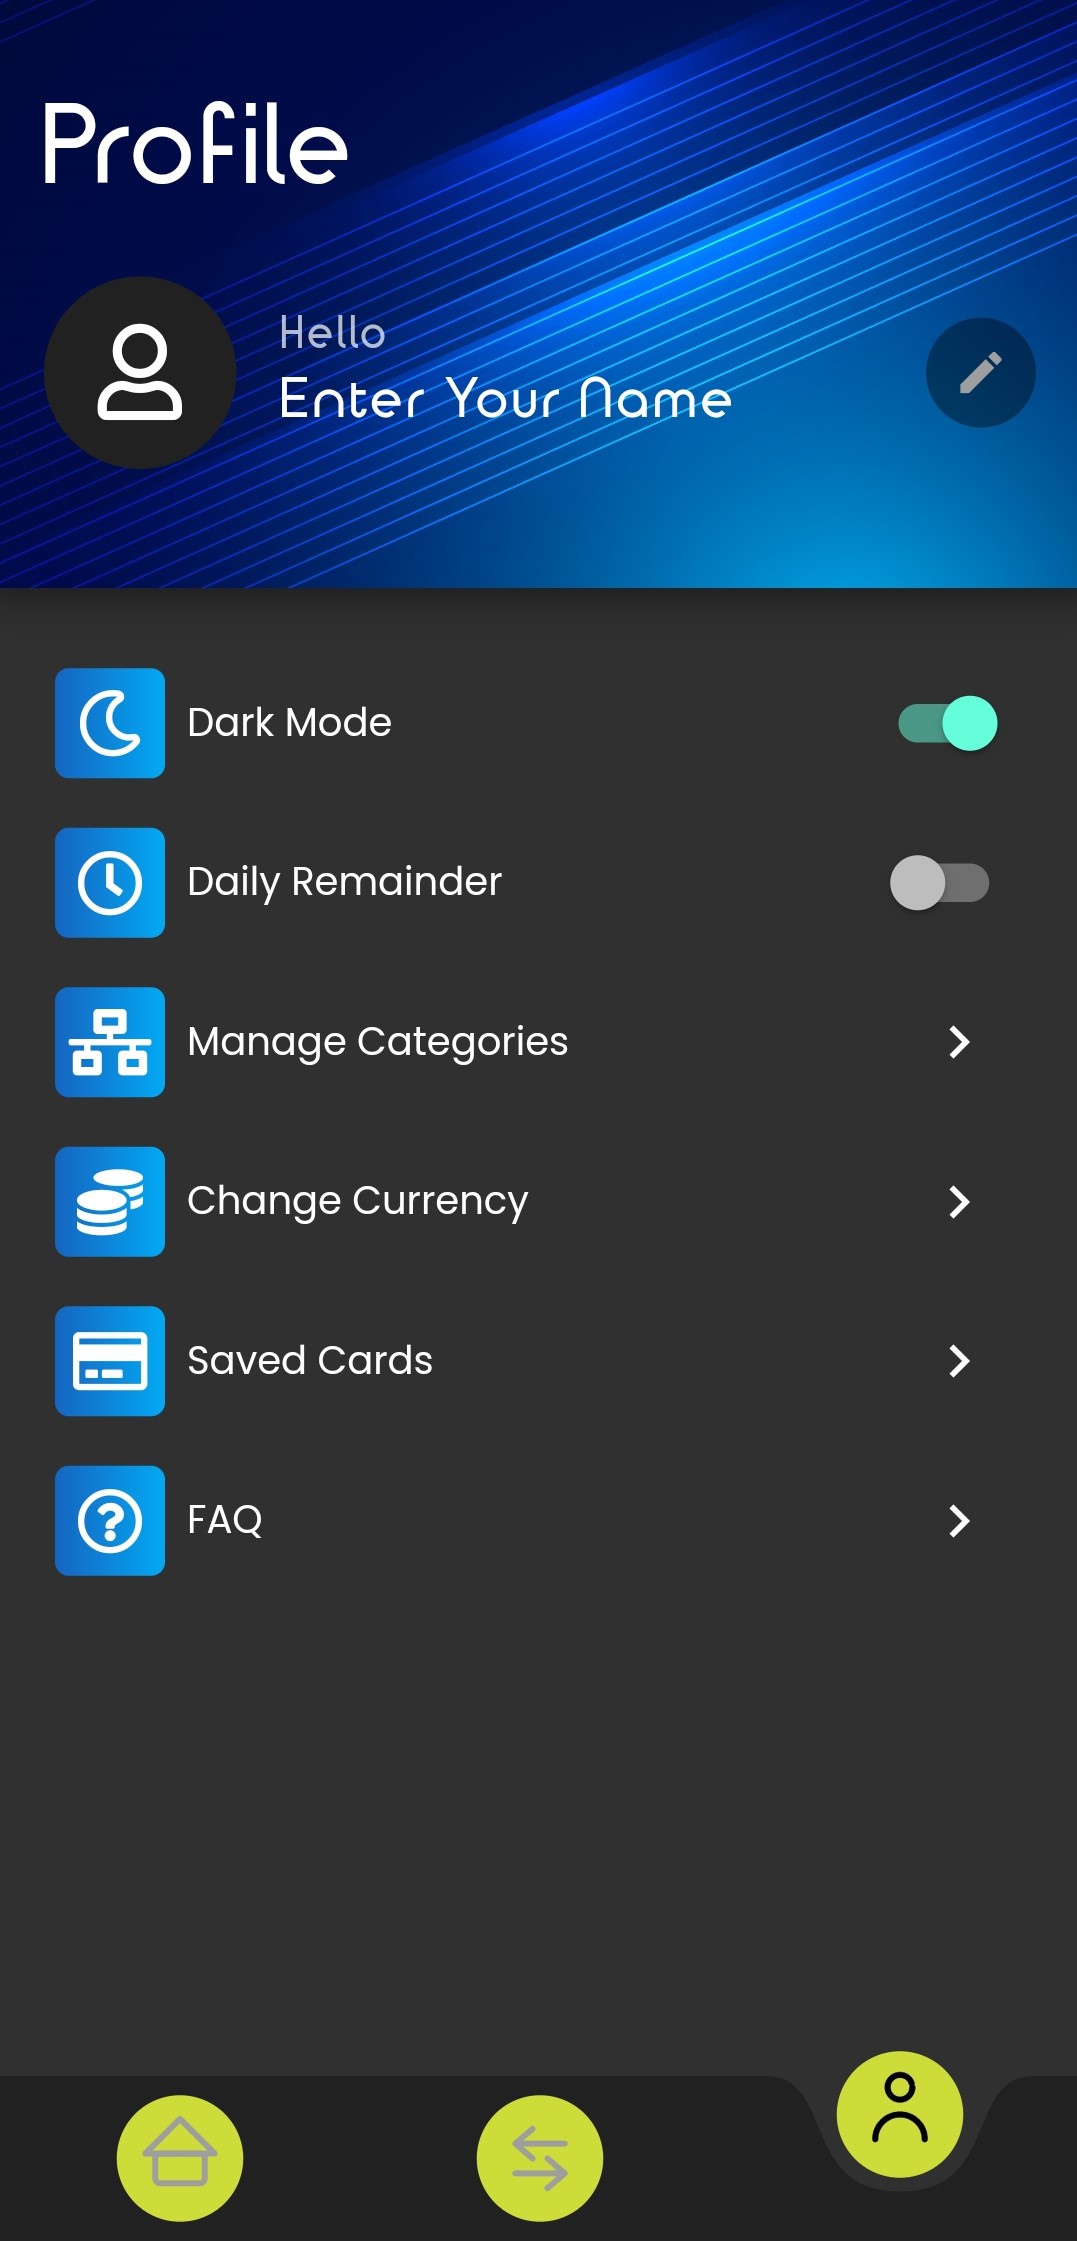 Profile
Hello
Enter Your Name
Dark Mode
Daily Remainder
Manage Categories
Change Currency
Saved Cards
FAQ